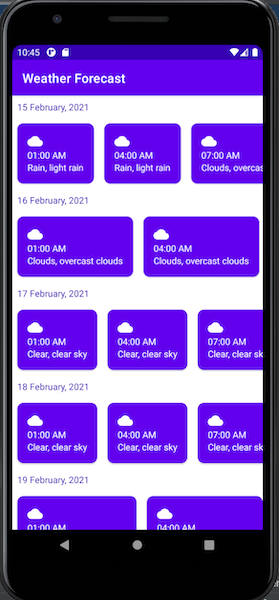 10:45
Weather Forecast
15 February, 2021
01:00 AM
Rain, light rain
04:00 AM
Rain, light rain
07:00 AM
Clouds, overcas
16 February, 2021
01:00 AM
Clouds, overcast clouds
04:00 AM
Clouds, overcast clouds
17 February, 2021
01:00 AM
Clear, clear sky
04:00 AM
Clear, clear sky
07:00 AM
Clear, clear sk
18 February, 2021
01:00 AM
Clear, clear sky
04:00 AM
Clear, clear sky
07:00 AM
Clear, clear sk
19 February, 2021
01:00 AM
04:00 AM